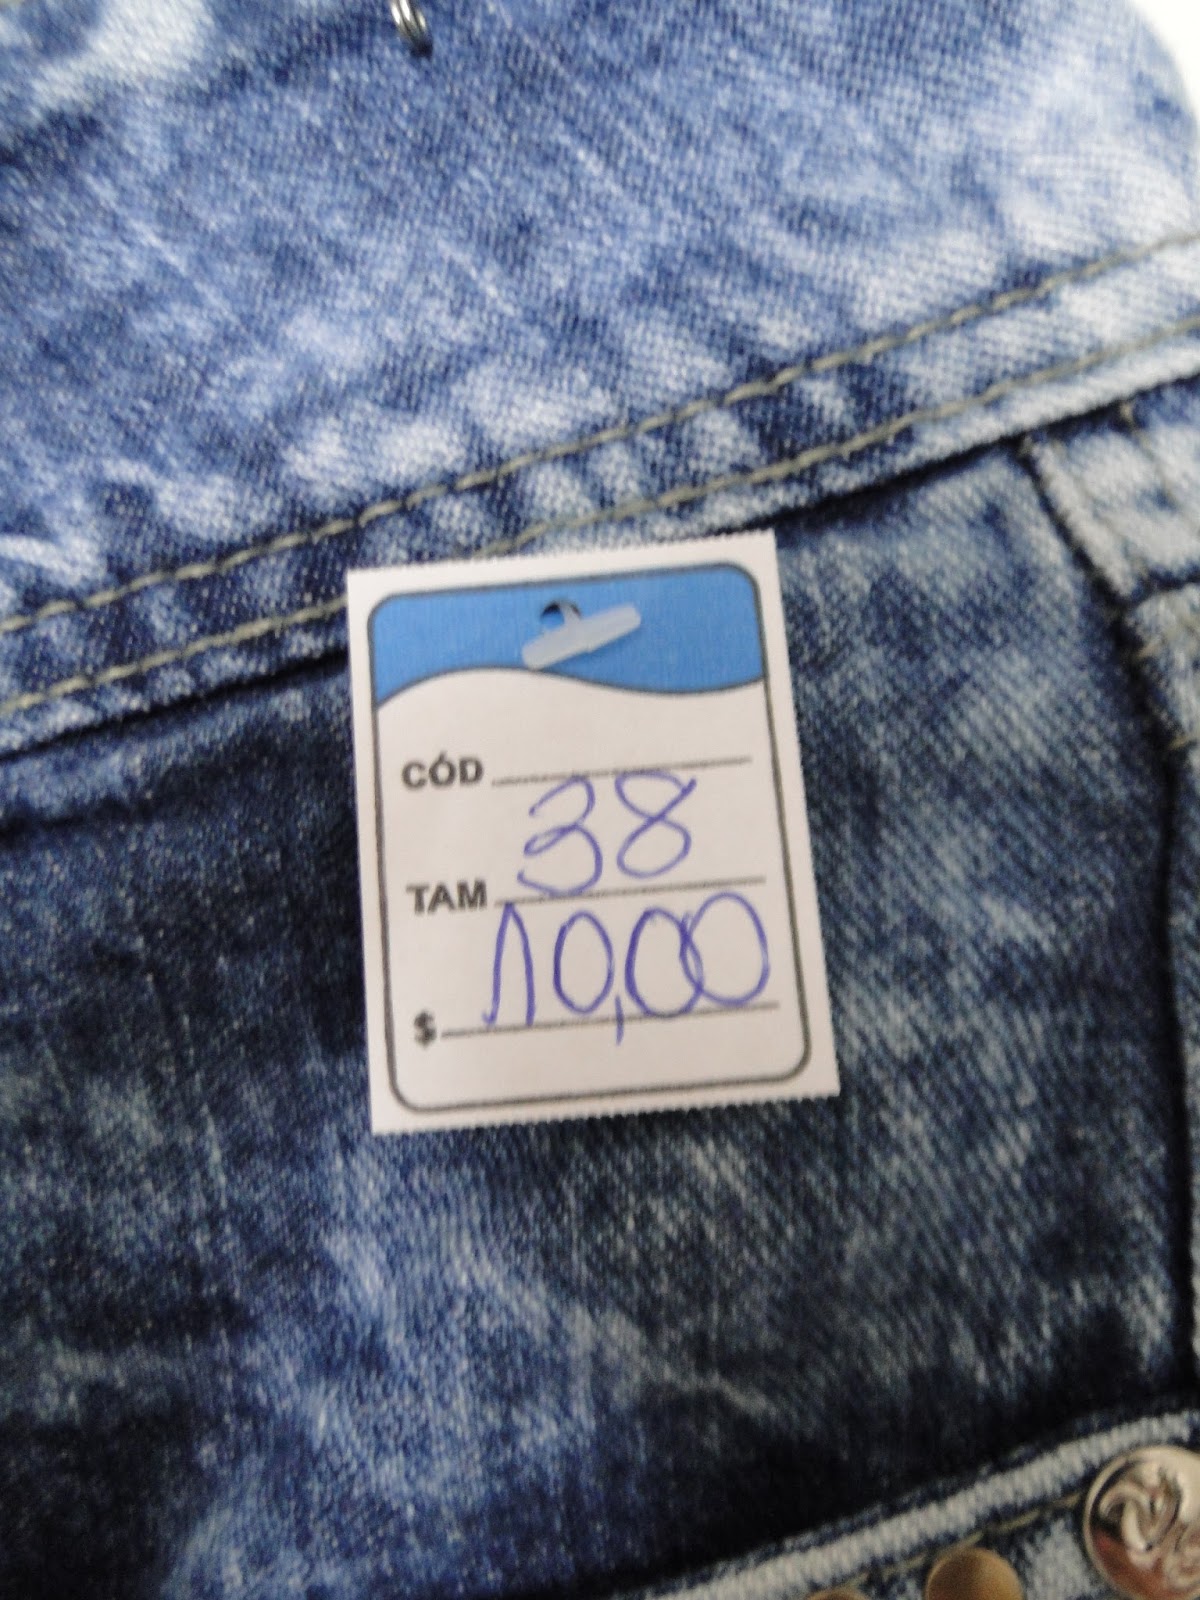 CÓD
TAM 38
$ 10,00